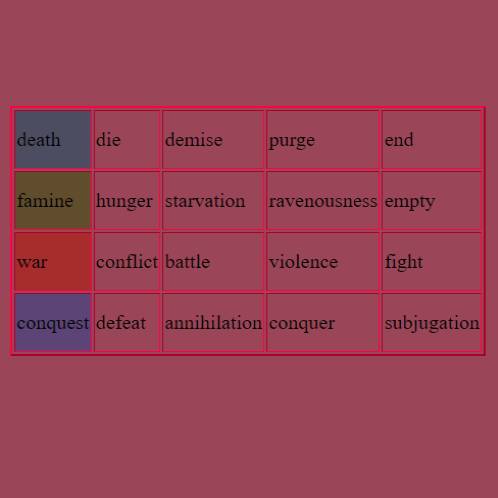 death die demise purge end
famine hunger starvation ravenousness empty
war conflict battle violence fight
conquest defeat annihilation conquer subjugation